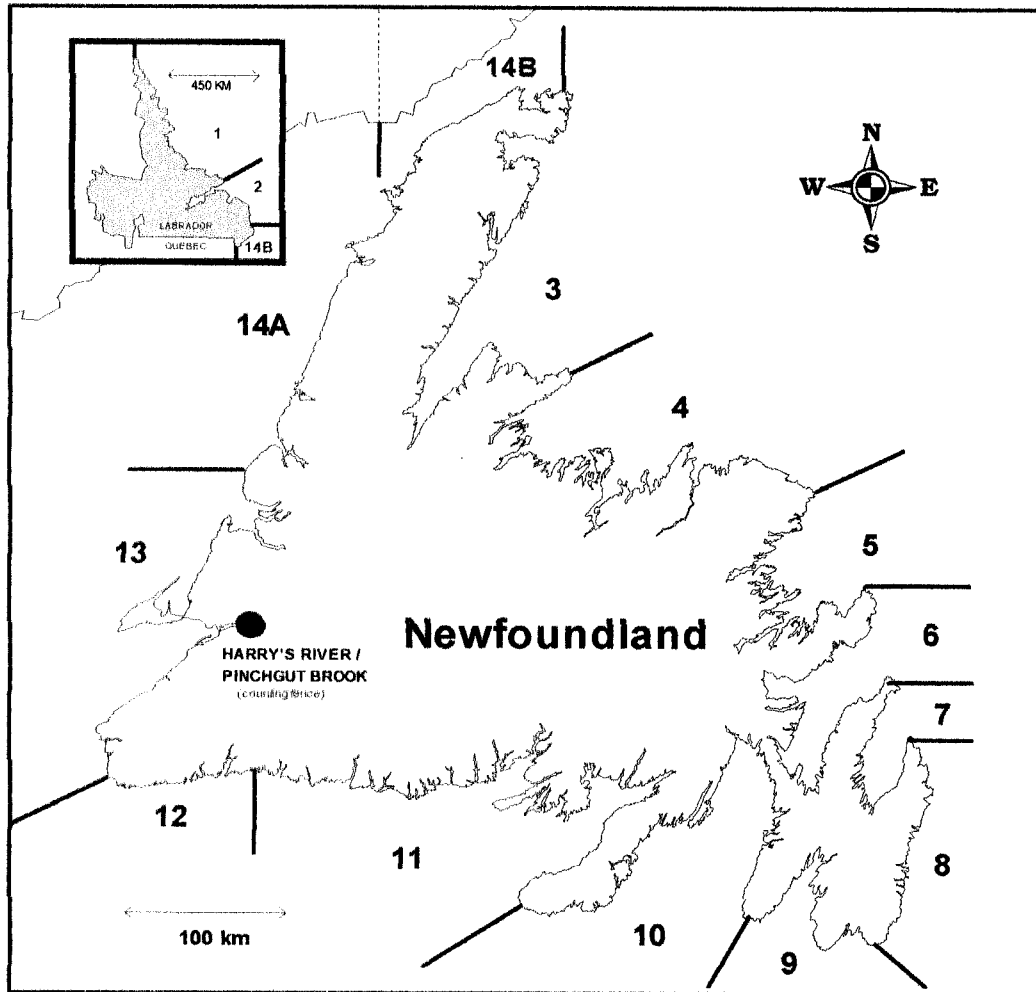 14B
450 KM
1
2
LABRADOR
QUEBEC
14B
N
W
E
S
3
14A
4
13
5
HARRY'S RIVER /
PINCHGUT BROOK
(counting fence)
Newfoundland
6
7
12
11
8
100 km
10
9